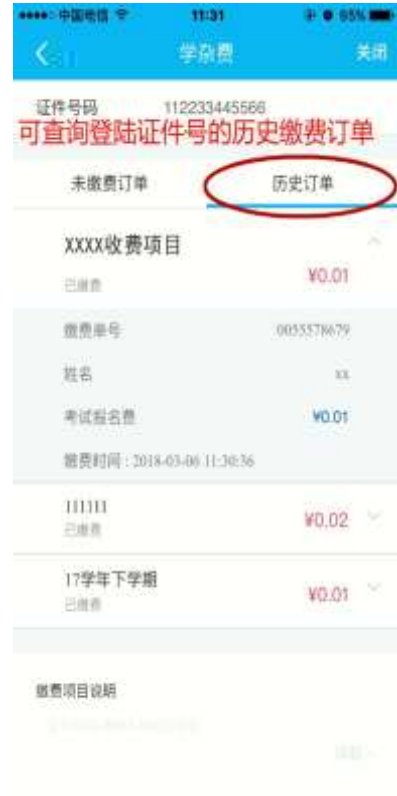 中国电信 11:31 95%
学杂费 关闭
证件号码 112233445566
可查询登陆证件号的历史缴费订单
未缴费订单 历史订单
XXXX收费项目
已缴费 ¥0.01
缴费单号 0055578679
姓名 xx
考试报名费 ¥0.01
缴费时间：2018-03-06 11:30:36
111111
已缴费 ¥0.02
17学年下学期
已缴费 ¥0.01
缴费项目说明